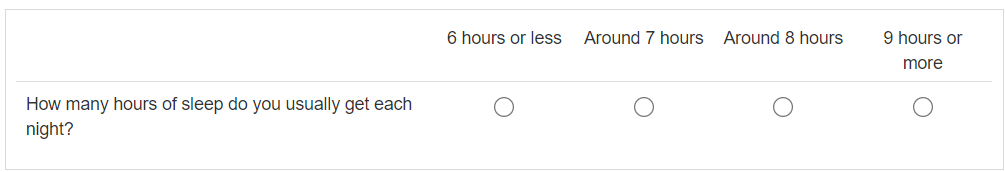 6 hours or less Around 7 hours Around 8 hours 9 hours or
more
How many hours of sleep do you usually get each
night?